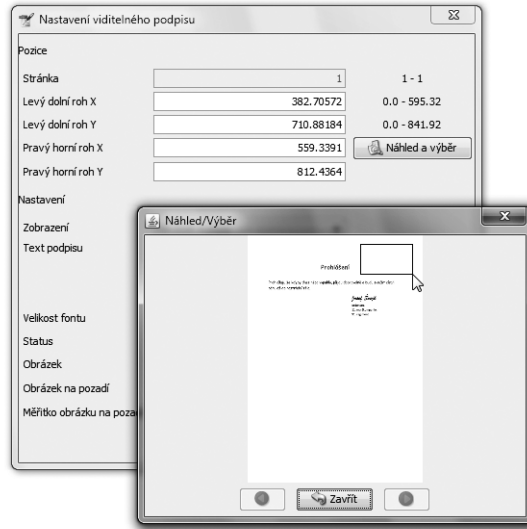 Nastavení viditelného podpisu
Pozice
Stránka 1 1 - 1
Levý dolní roh X 382.70572 0.0 - 595.32
Levý dolní roh Y 710.88184 0.0 - 841.92
Pravý horní roh X 559.3391 Náhled a výběr
Pravý horní roh Y 812.4364
Nastavení
Zobrazení
Text podpisu
Velikost fontu
Status
Obrázek
Obrázek na pozadí
Měřítko obrázku na poza
Náhled/Výběr
Prohlášení
Zavřít